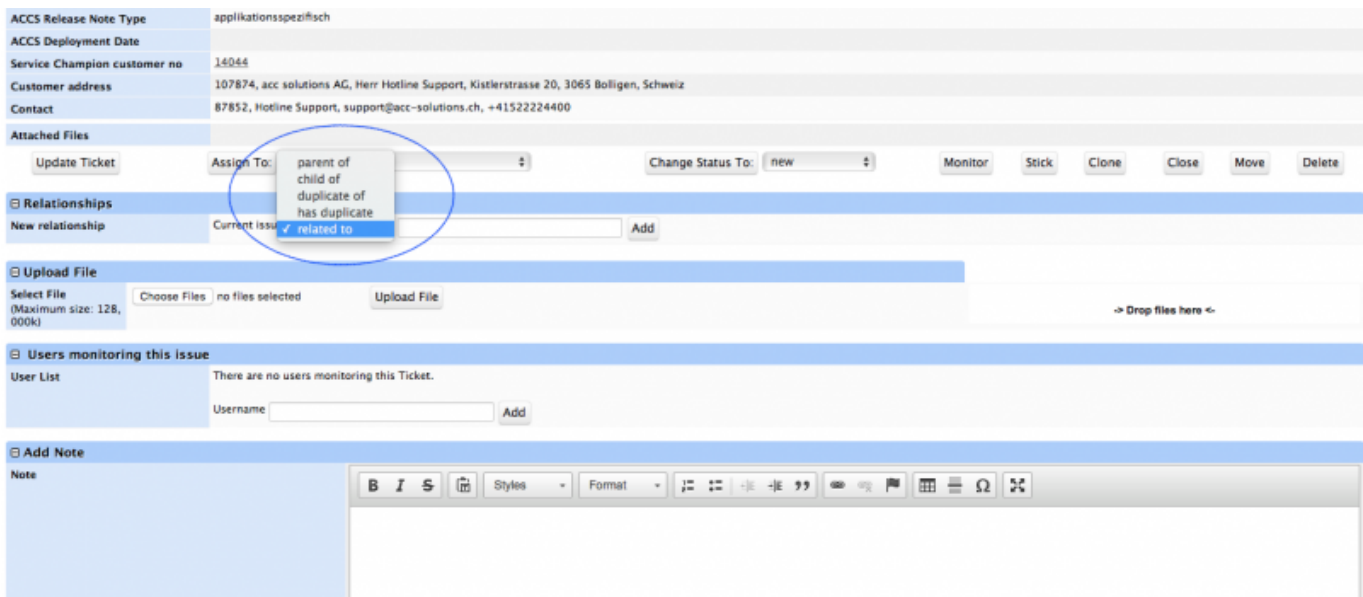 ACCS Release Note Type applikationsspezifisch
ACCS Deployment Date
Service Champion customer no 14044
Customer address 107874, acc solutions AG, Herr Hotline Support, Kistlerstrasse 20, 3065 Bolligen, Schweiz
Contact 87852, Hotline Support, support@acc-solutions.ch, +41522224400
Attached Files
Update Ticket Assign To: Change Status To: new Monitor Stick Clone Close Move Delete
parent of
child of
duplicate of
has duplicate
Relationships
New relationship Current issu ✓ related to Add
Upload File
Select File Choose Files no files selected Upload File
(Maximum size: 128,
000k)
-> Drop files here <-
Users monitoring this issue
User List There are no users monitoring this Ticket.
Username Add
Add Note
Note
B I S Styles Format Ω